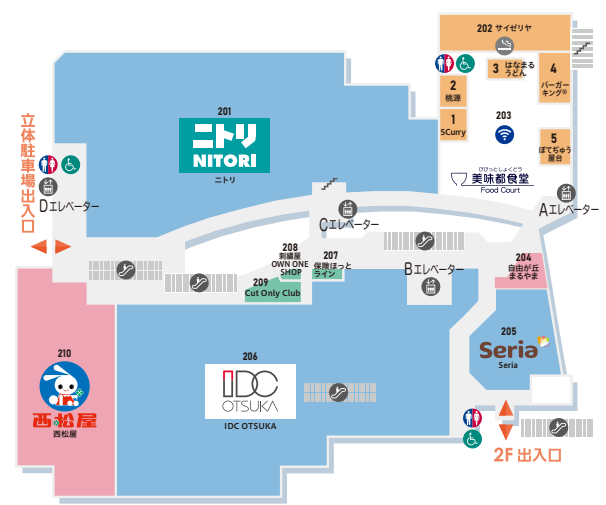 202 サイゼリヤ
3 はなまる
うどん
4
バーガー
キング®
2
桃源
1
5Curry
203
5
ぽてぢゅう
屋台
びびっとしょくどう
美味都食堂
Food Court
201
ニトリ
NITORI
ニトリ
立体駐車場出入口
Dエレベーター
Cエレベーター
Aエレベーター
Bエレベーター
208
刺繍屋
OWN ONE
SHOP
207
保険ほっと
ライン
209
Cut Only Club
204
自由が丘
まるやま
205
Seria
Seria
210
西松屋
西松屋
206
IDC
OTSUKA
IDC OTSUKA
2F 出入口